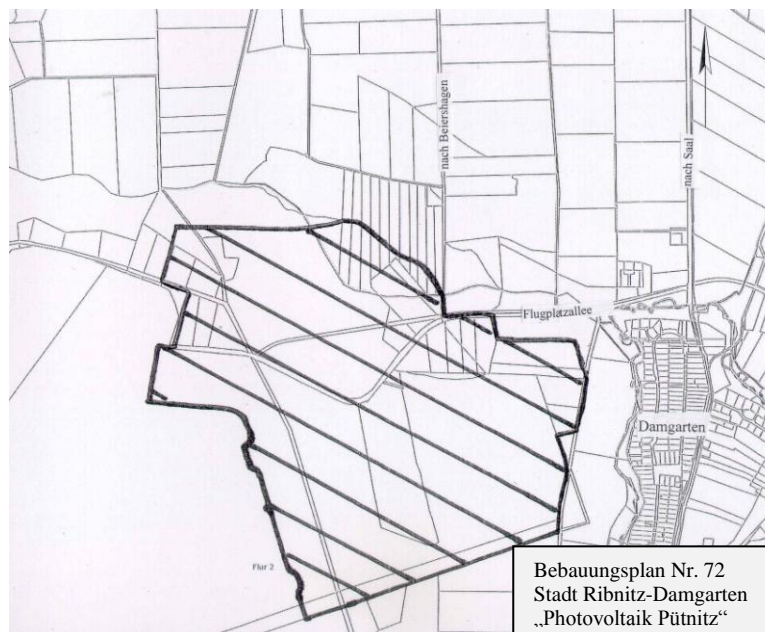 nach Beiershagen
nach Saal
Flugplatzallee
Damgarten
Flur 2
Bebauungsplan Nr. 72
Stadt Ribnitz-Damgarten
„Photovoltaik Pütnitz“